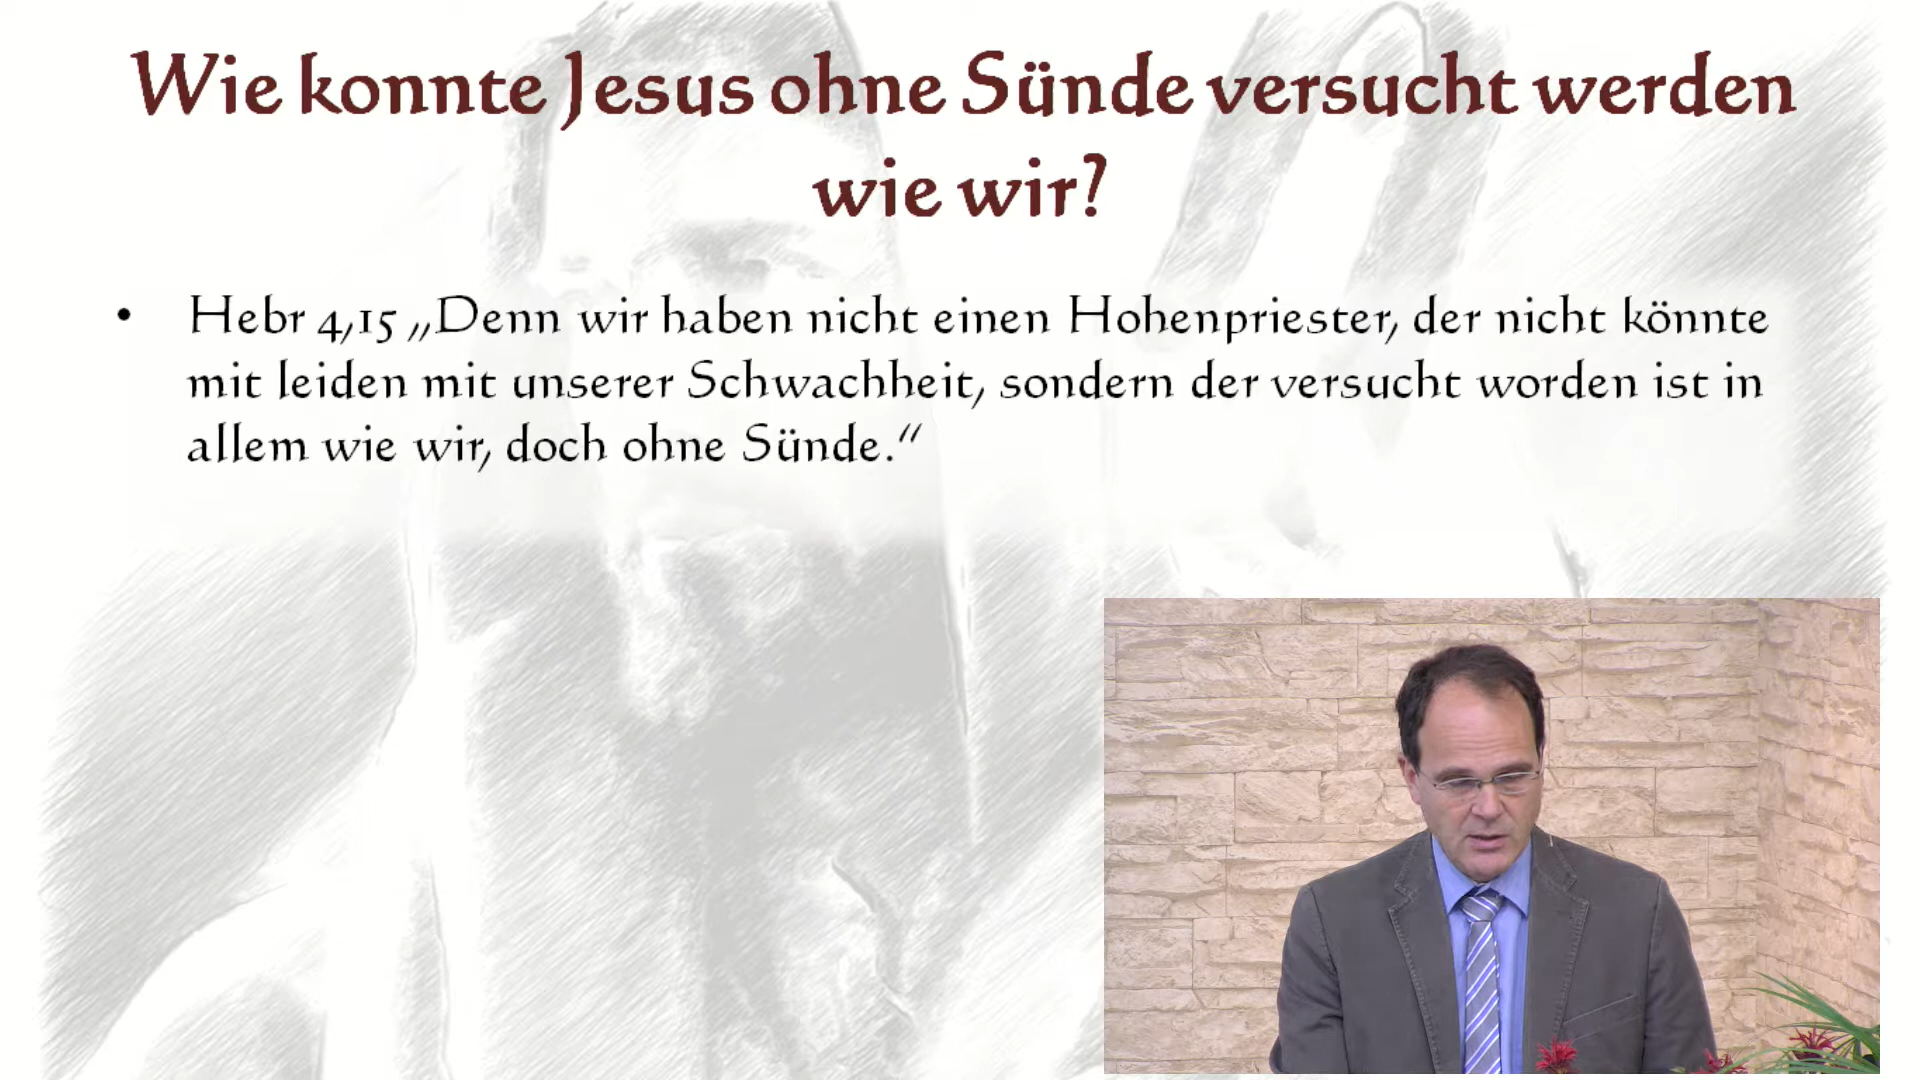 Wie konnte Jesus ohne Sünde versucht werden
wie wir?
• Hebr 4,15 „Denn wir haben nicht einen Hohenpriester, der nicht könnte
mit leiden mit unserer Schwachheit, sondern der versucht worden ist in
allem wie wir, doch ohne Sünde.“